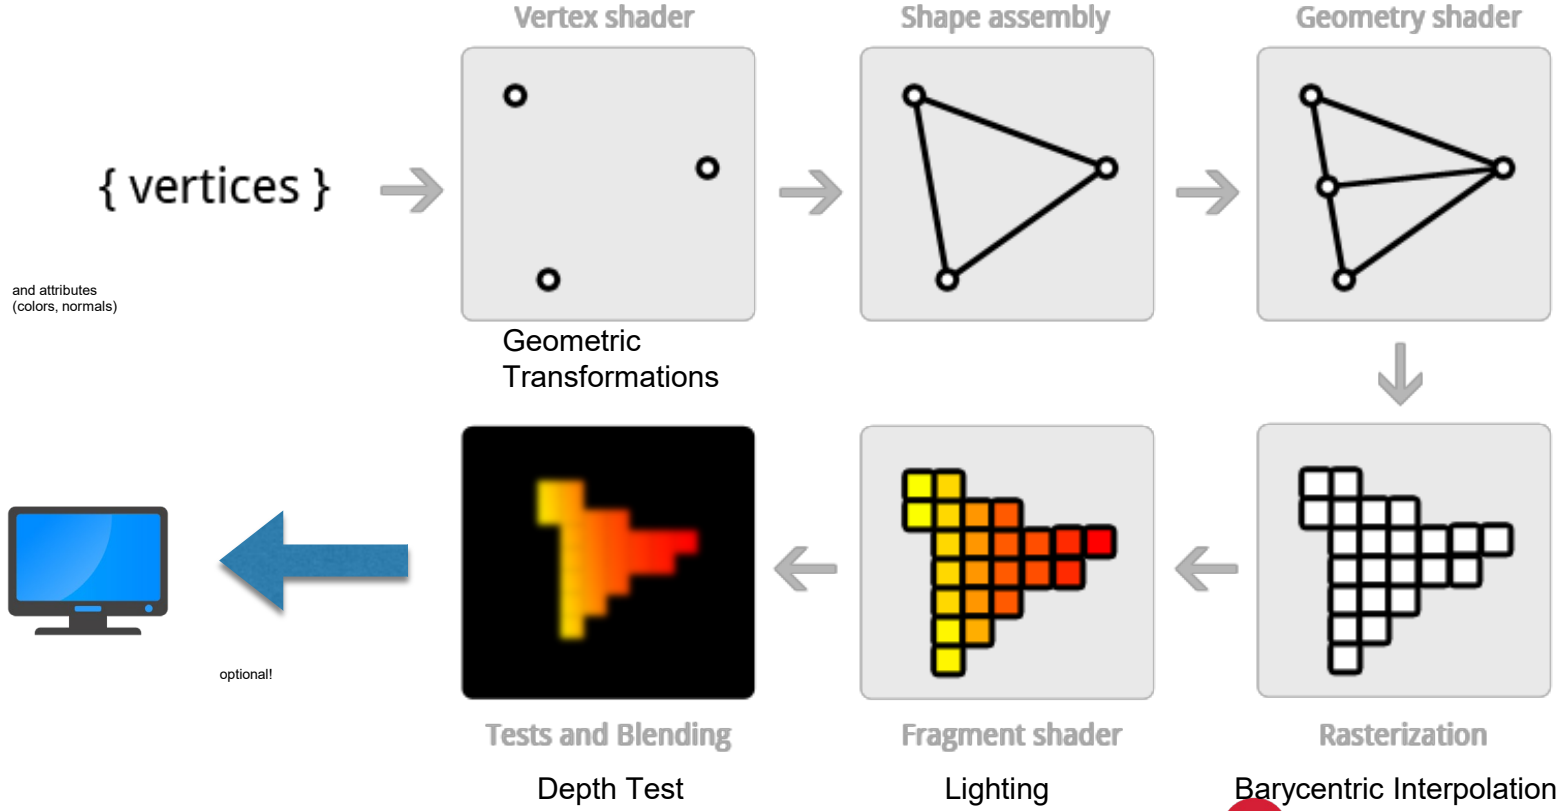 Vertex shader
Shape assembly
Geometry shader
{ vertices }
and attributes
(colors, normals)
Geometric
Transformations
optional!
Tests and Blending
Fragment shader
Rasterization
Depth Test
Lighting
Barycentric Interpolation